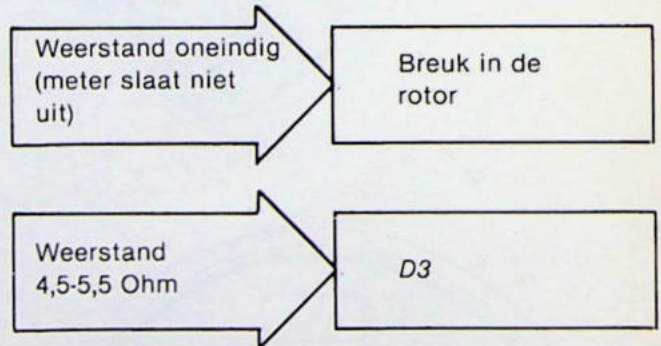 Weerstand oneindig
(meter slaat niet
uit)
Breuk in de
rotor
Weerstand
4,5-5,5 Ohm
D3